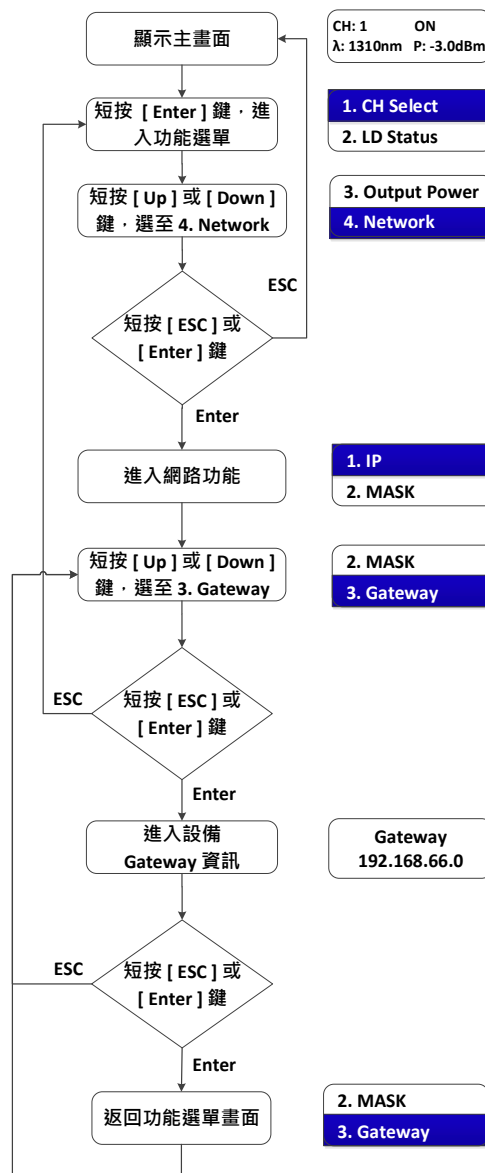 顯示主畫面
CH: 1 ON
λ: 1310nm P: -3.0dBm
短按 [ Enter ] 鍵，進
入功能選單
1. CH Select
2. LD Status
短按 [ Up ] 或 [ Down ]
鍵，選至 4. Network
3. Output Power
4. Network
ESC
短按 [ ESC ] 或
[ Enter ] 鍵
Enter
進入網路功能
1. IP
2. MASK
短按 [ Up ] 或 [ Down ]
鍵，選至 3. Gateway
2. MASK
3. Gateway
ESC
短按 [ ESC ] 或
[ Enter ] 鍵
Enter
進入設備
Gateway 資訊
Gateway
192.168.66.0
ESC
短按 [ ESC ] 或
[ Enter ] 鍵
Enter
返回功能選單畫面
2. MASK
3. Gateway